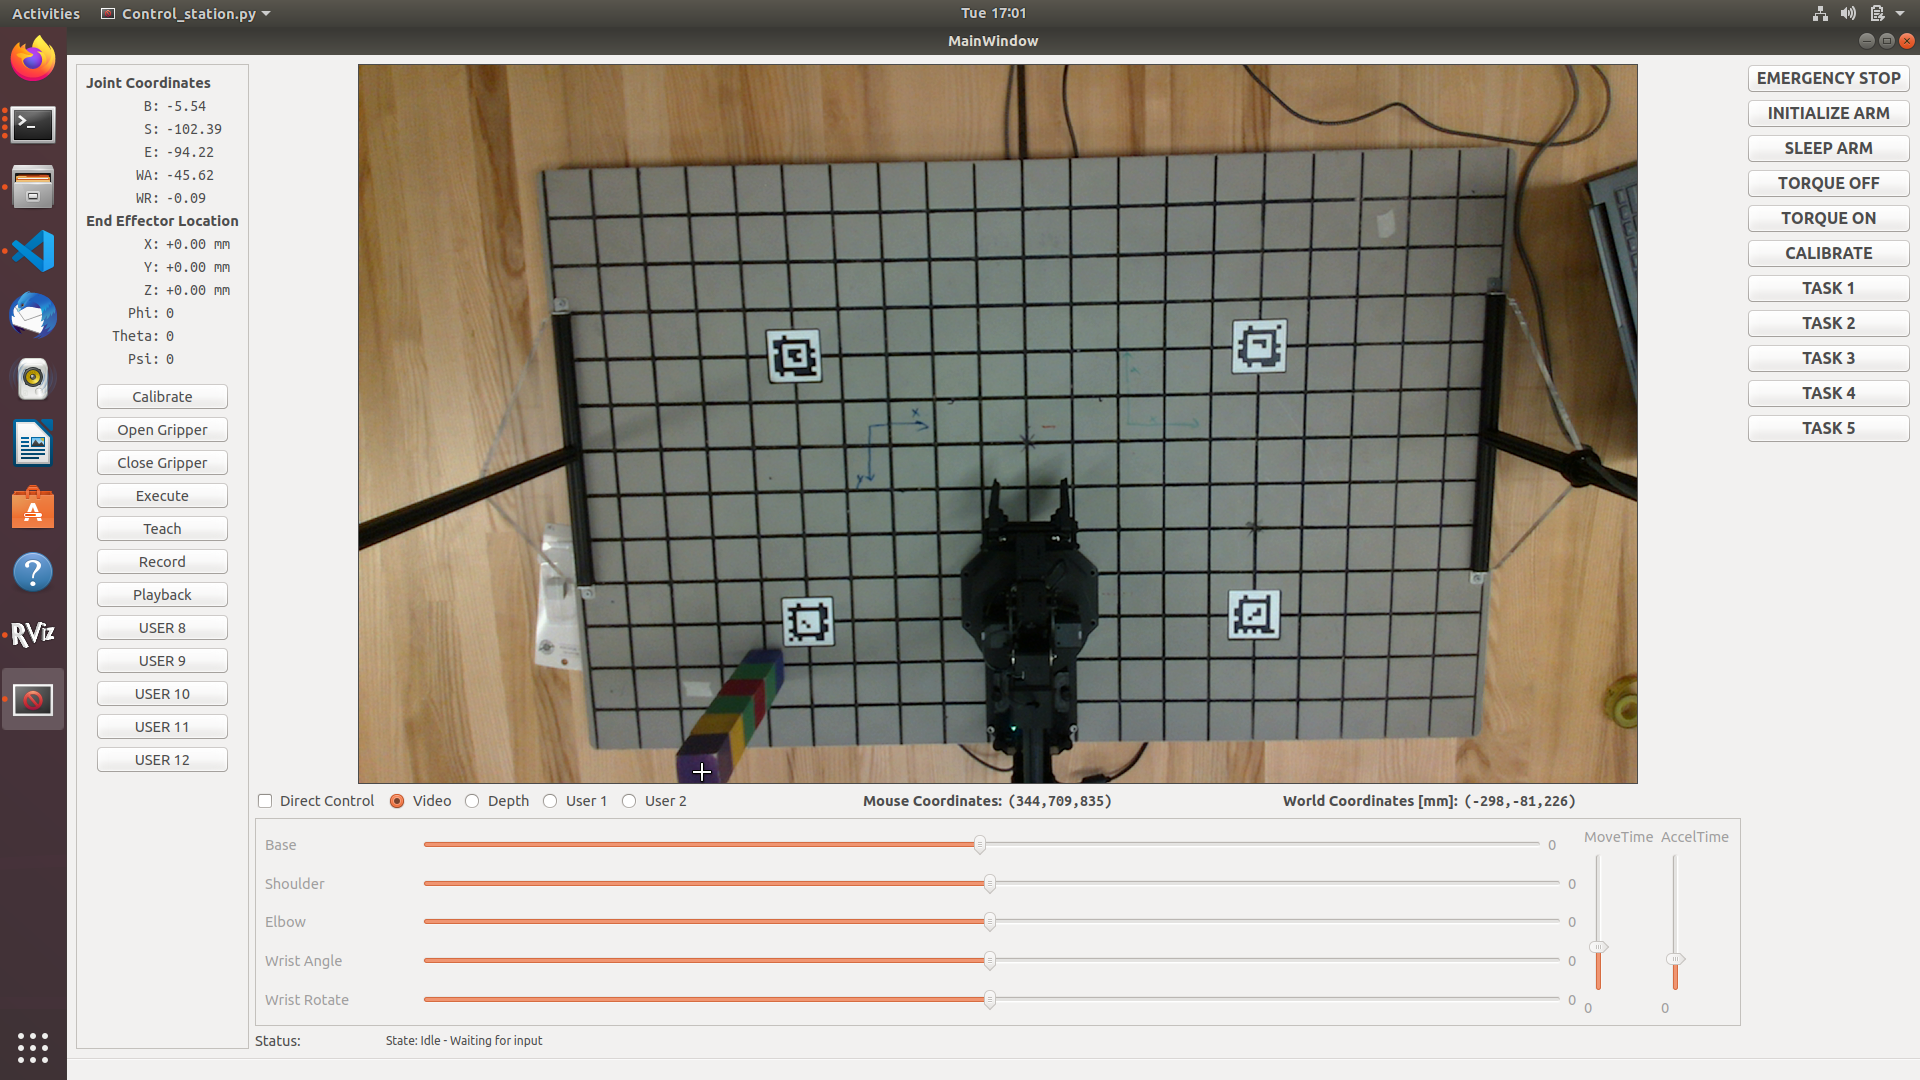 Activities Control_station.py Tue 17:01
MainWindow
Joint Coordinates
B: -5.54
S: -102.39
E: -94.22
WA: -45.62
WR: -0.09
End Effector Location
X: +0.00 mm
Y: +0.00 mm
Z: +0.00 mm
Phi: 0
Theta: 0
Psi: 0
Calibrate
Open Gripper
Close Gripper
Execute
Teach
Record
Playback
USER 8
USER 9
USER 10
USER 11
USER 12
RViz
x
y
EMERGENCY STOP
INITIALIZE ARM
SLEEP ARM
TORQUE OFF
TORQUE ON
CALIBRATE
TASK 1
TASK 2
TASK 3
TASK 4
TASK 5
Direct Control Video Depth User 1 User 2 Mouse Coordinates: (344,709,835) World Coordinates [mm]: (-298,-81,226)
Base 0
Shoulder 0
Elbow 0
Wrist Angle 0
Wrist Rotate 0
MoveTime AccelTime
0 0
Status: State: Idle - Waiting for input